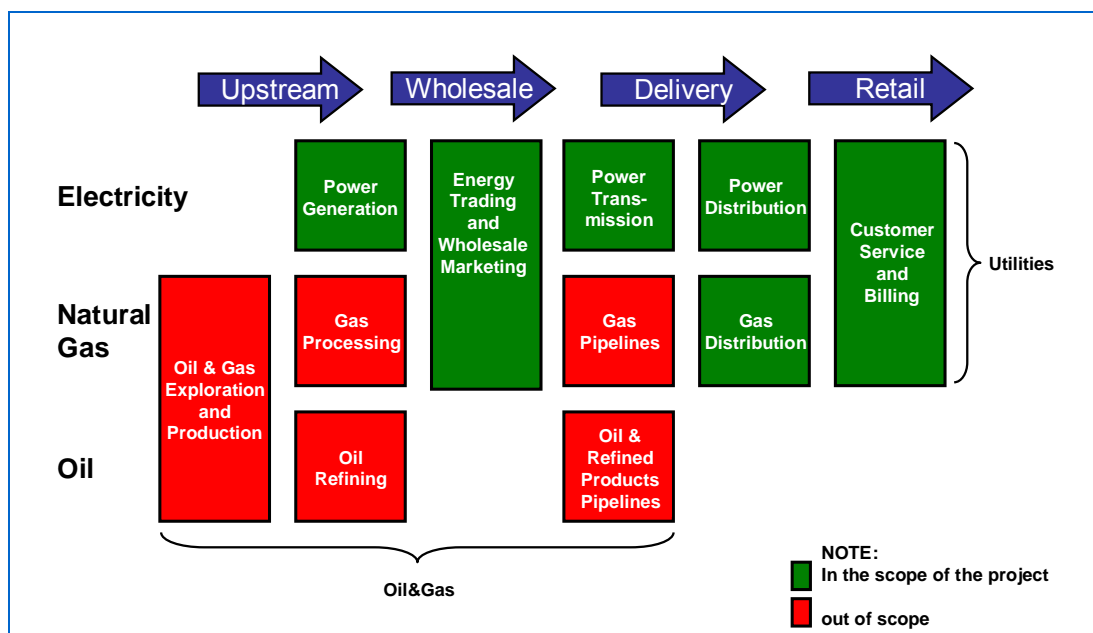 Upstream
Wholesale
Delivery
Retail
Electricity
Power
Generation
Energy
Trading
and
Wholesale
Marketing
Power
Trans-
mission
Power
Distribution
Customer
Service
and
Billing
Utilities
Natural
Gas
Oil & Gas
Exploration
and
Production
Gas
Processing
Gas
Pipelines
Gas
Distribution
Oil
Oil
Refining
Oil &
Refined
Products
Pipelines
Oil&Gas
NOTE:
In the scope of the project
out of scope